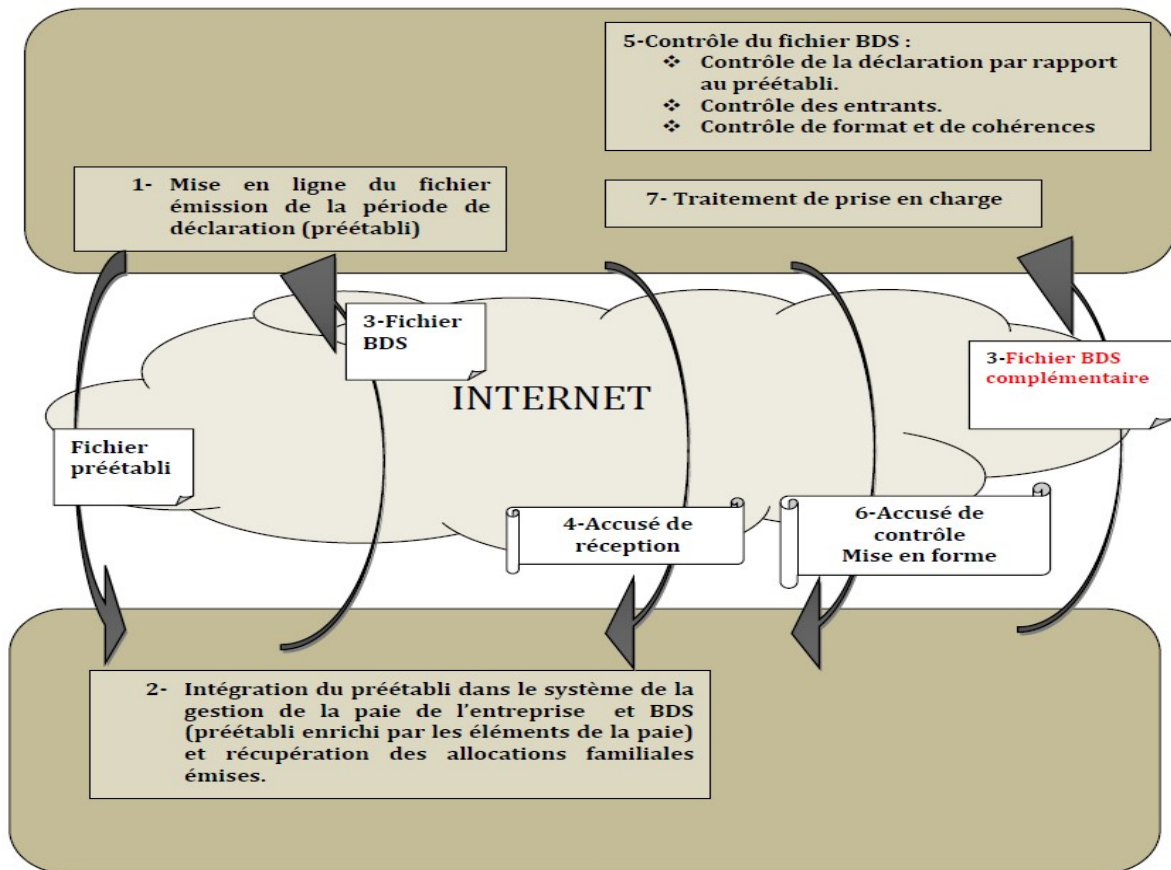 5-Contrôle du fichier BDS :
❖ Contrôle de la déclaration par rapport
au préétabli.
❖ Contrôle des entrants.
❖ Contrôle de format et de cohérences
1- Mise en ligne du fichier
émission de la période de
déclaration (préétabli)
7- Traitement de prise en charge
3-Fichier
BDS
3-Fichier BDS
complémentaire
INTERNET
Fichier
préétabli
4-Accusé de
réception
6-Accusé de
contrôle
Mise en forme
2- Intégration du préétabli dans le système de la
gestion de la paie de l'entreprise et BDS
(préétabli enrichi par les éléments de la paie)
et récupération des allocations familiales
émises.